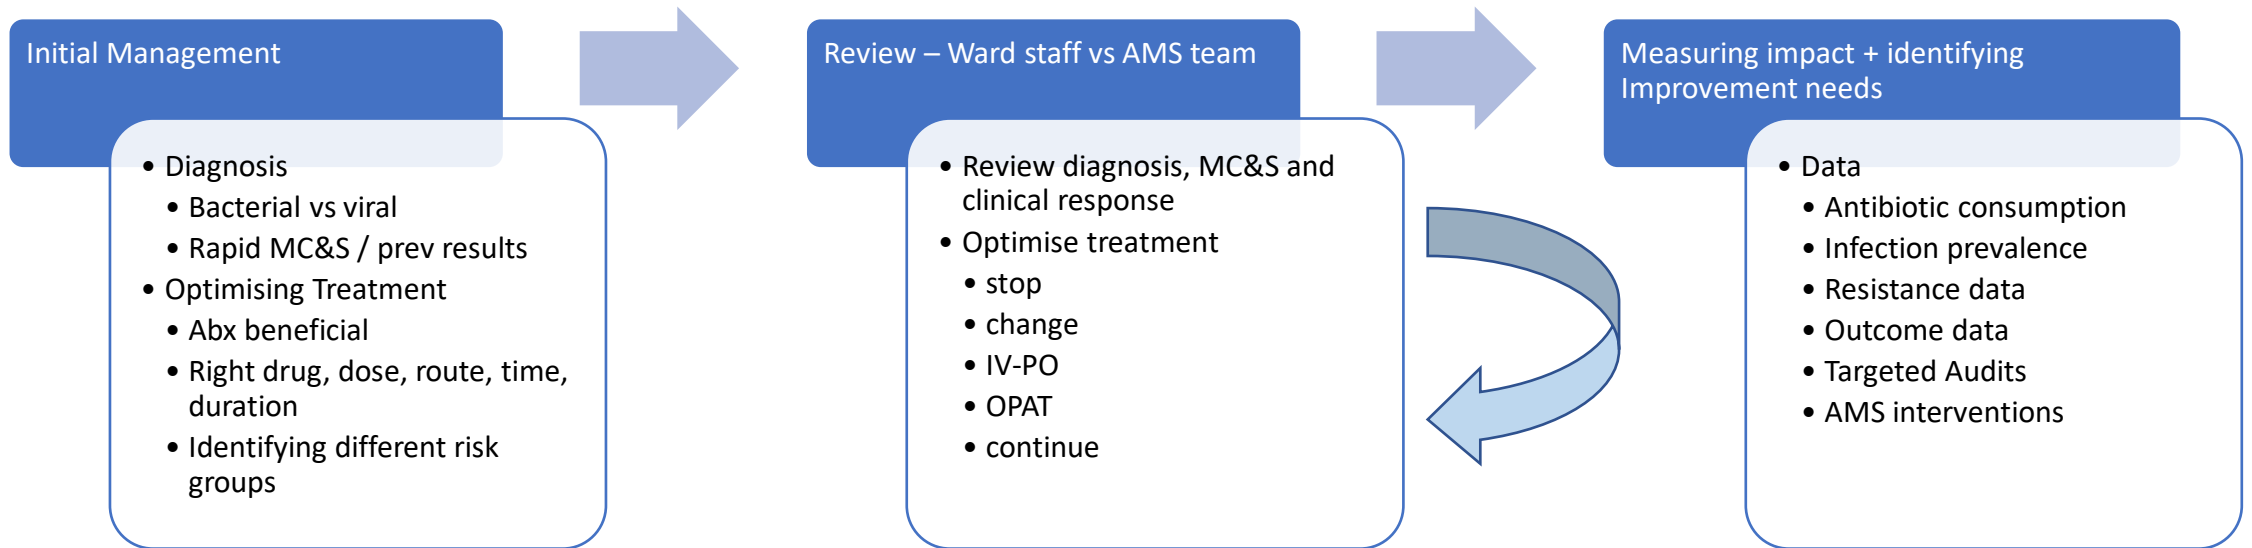 Initial Management
• Diagnosis
• Bacterial vs viral
• Rapid MC&S / prev results
• Optimising Treatment
• Abx beneficial
• Right drug, dose, route, time,
duration
• Identifying different risk
groups
Review – Ward staff vs AMS team
• Review diagnosis, MC&S and
clinical response
• Optimise treatment
• stop
• change
• IV-PO
• OPAT
• continue
Measuring impact + identifying
Improvement needs
• Data
• Antibiotic consumption
• Infection prevalence
• Resistance data
• Outcome data
• Targeted Audits
• AMS interventions